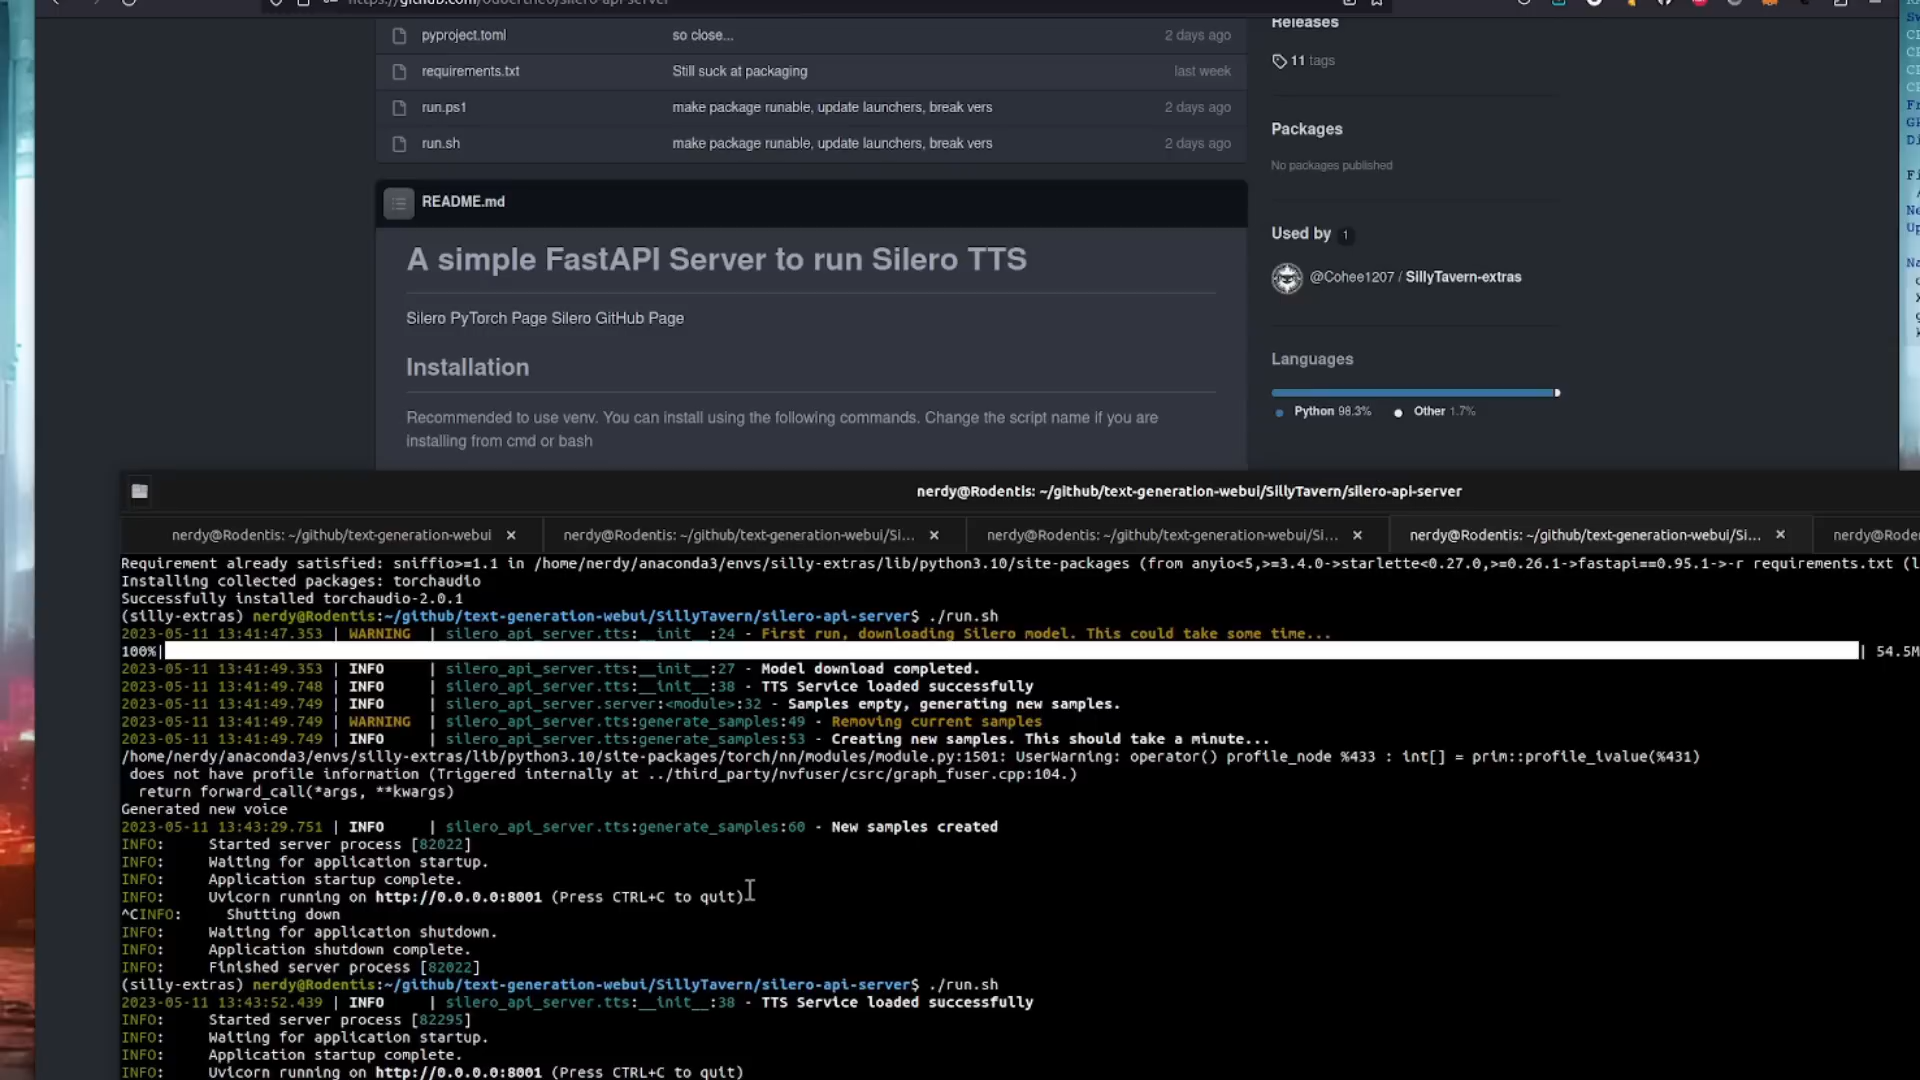 pyproject.toml so close... 2 days ago
requirements.txt Still suck at packaging last week
run.ps1 make package runable, update launchers, break vers 2 days ago
run.sh make package runable, update launchers, break vers 2 days ago
README.md
A simple FastAPI Server to run Silero TTS
Silero PyTorch Page Silero GitHub Page
Installation
Recommended to use venv. You can install using the following commands. Change the script name if you are
installing from cmd or bash
Releases
11 tags
Packages
No packages published
Used by 1
@Cohee1207 / SillyTavern-extras
Languages
Python 98.3% Other 1.7%
nerdy@Rodentis: ~/github/text-generation-webui/SillyTavern/silero-api-server
nerdy@Rodentis: ~/github/text-generation-webui × nerdy@Rodentis: ~/github/text-generation-webui/Si... × nerdy@Rodentis: ~/github/text-generation-webui/Si... × nerdy@Rodentis: ~/github/text-generation-webui/Si... ×
Requirement already satisfied: sniffio>=1.1 in /home/nerdy/anaconda3/envs/silly-extras/lib/python3.10/site-packages (from anyio<5,>=3.4.0->starlette<0.27.0,>=0.26.1->fastapi==0.95.1->-r requirements.txt
Installing collected packages: torchaudio
Successfully installed torchaudio-2.0.1
(silly-extras) nerdy@Rodentis:~/github/text-generation-webui/SillyTavern/silero-api-server$ ./run.sh
2023-05-11 13:41:47.353 | WARNING | silero_api_server.tts:__init__:24 - First run, downloading Silero model. This could take some time...
100%| | 54.5M
2023-05-11 13:41:49.353 | INFO | silero_api_server.tts:__init__:27 - Model download completed.
2023-05-11 13:41:49.748 | INFO | silero_api_server.tts:__init__:38 - TTS Service loaded successfully
2023-05-11 13:41:49.749 | INFO | silero_api_server.server:<module>:32 - Samples empty, generating new samples.
2023-05-11 13:41:49.749 | WARNING | silero_api_server.tts:generate_samples:49 - Removing current samples
2023-05-11 13:41:49.749 | INFO | silero_api_server.tts:generate_samples:53 - Creating new samples. This should take a minute...
/home/nerdy/anaconda3/envs/silly-extras/lib/python3.10/site-packages/torch/nn/modules/module.py:1501: UserWarning: operator() profile_node %433 : int[] = prim::profile_ivalue(%431)
does not have profile information (Triggered internally at ../third_party/nvfuser/csrc/graph_fuser.cpp:104.)
return forward_call(*args, **kwargs)
Generated new voice
2023-05-11 13:43:29.751 | INFO | silero_api_server.tts:generate_samples:60 - New samples created
INFO: Started server process [82022]
INFO: Waiting for application startup.
INFO: Application startup complete.
INFO: Uvicorn running on http://0.0.0.0:8001 (Press CTRL+C to quit)
^CINFO: Shutting down
INFO: Waiting for application shutdown.
INFO: Application shutdown complete.
INFO: Finished server process [82022]
(silly-extras) nerdy@Rodentis:~/github/text-generation-webui/SillyTavern/silero-api-server$ ./run.sh
2023-05-11 13:43:52.439 | INFO | silero_api_server.tts:__init__:38 - TTS Service loaded successfully
INFO: Started server process [82295]
INFO: Waiting for application startup.
INFO: Application startup complete.
INFO: Uvicorn running on http://0.0.0.0:8001 (Press CTRL+C to quit)